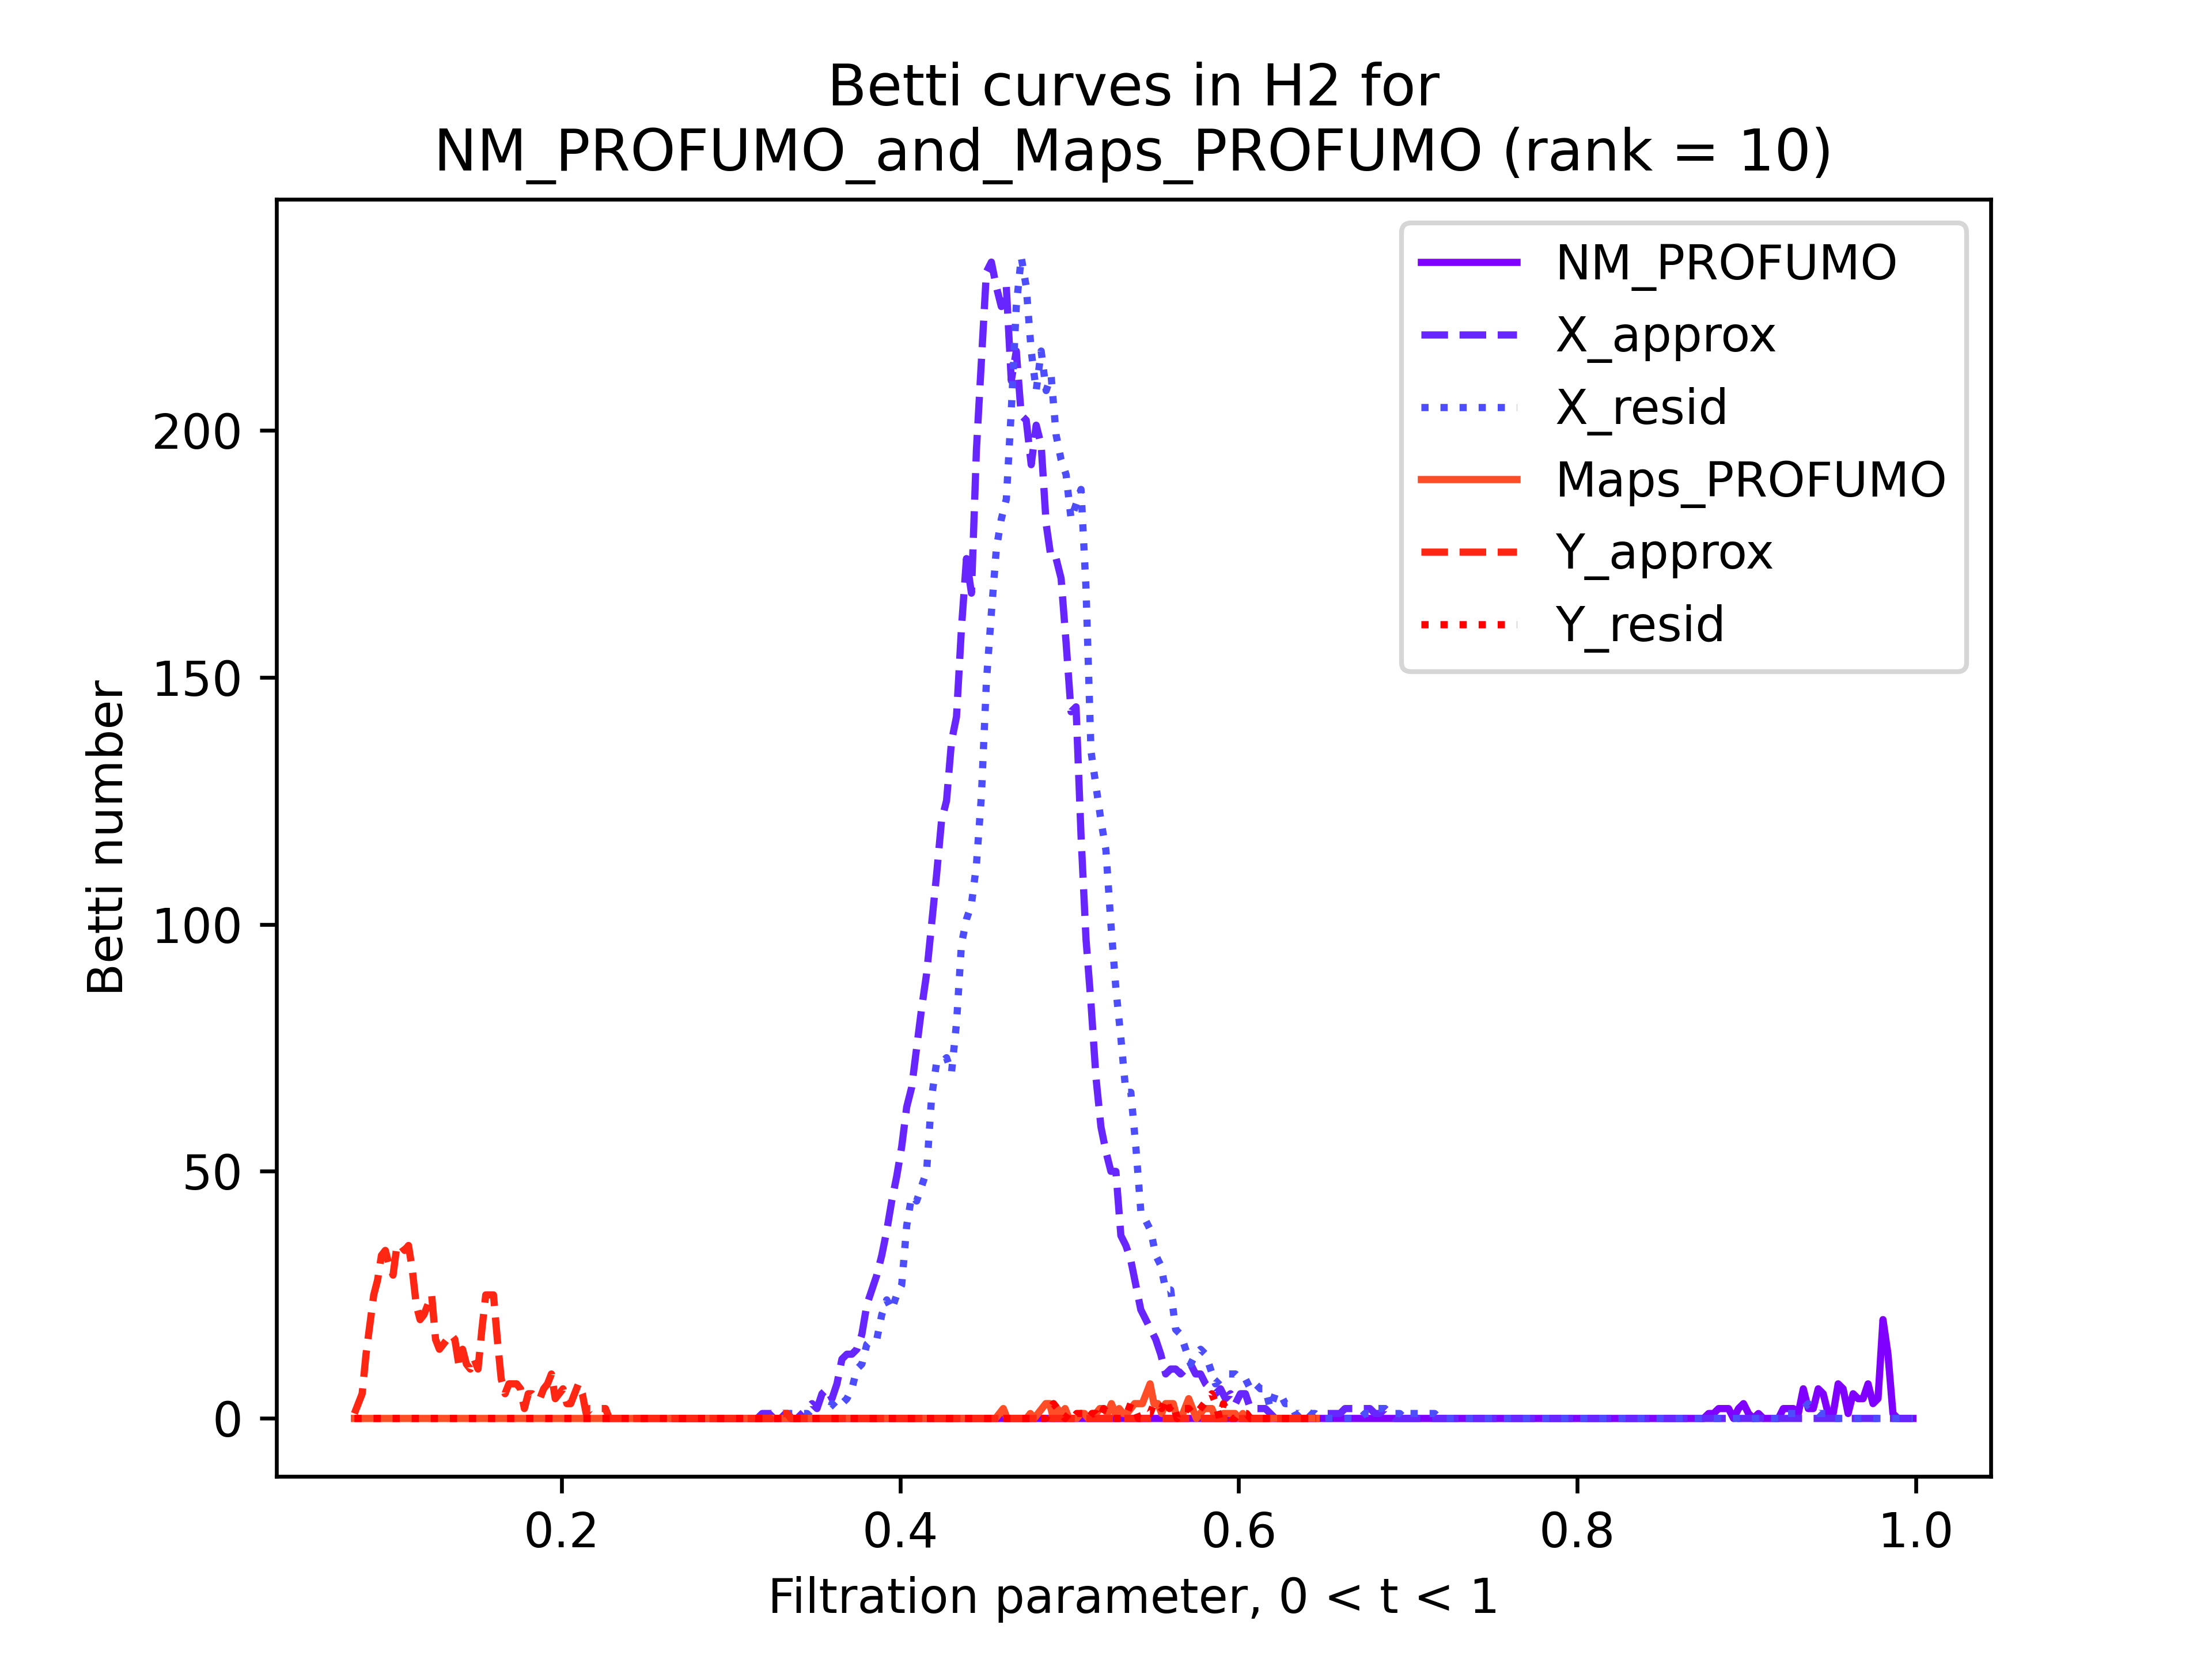 Betti curves in H2 for
NM_PROFUMO_and_Maps_PROFUMO (rank = 10)
NM_PROFUMO
X_approx
X_resid
Maps_PROFUMO
Y_approx
Y_resid
Betti number
200
150
100
50
0
0.2
0.4
0.6
0.8
1.0
Filtration parameter, 0 < t < 1